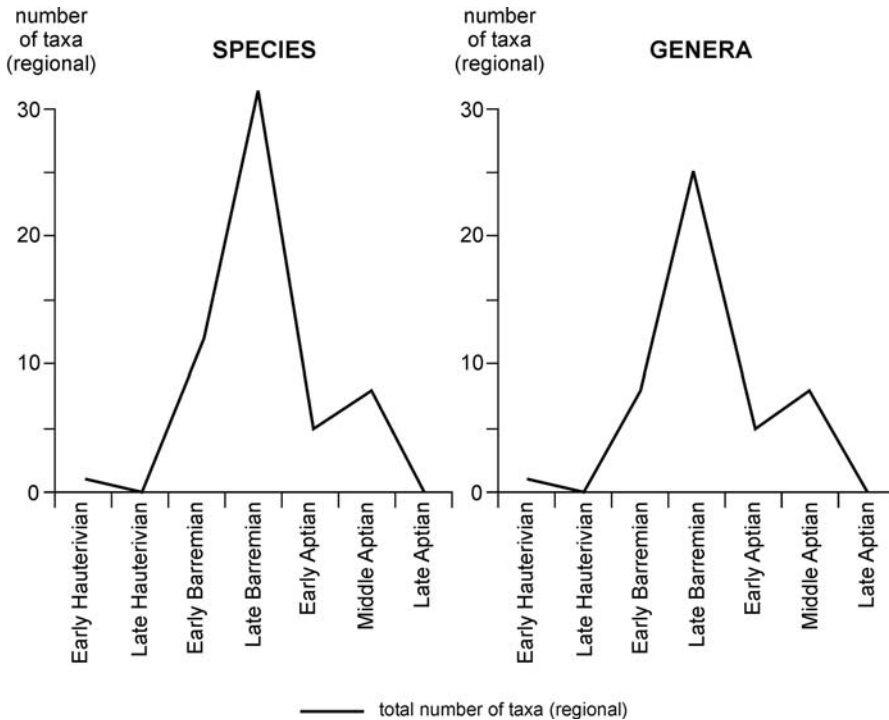 number
of taxa
(regional)
SPECIES
30
20
10
0
Early Hauterivian
Late Hauterivian
Early Barremian
Late Barremian
Early Aptian
Middle Aptian
Late Aptian
number
of taxa
(regional)
GENERA
30
20
10
0
Early Hauterivian
Late Hauterivian
Early Barremian
Late Barremian
Early Aptian
Middle Aptian
Late Aptian
total number of taxa (regional)